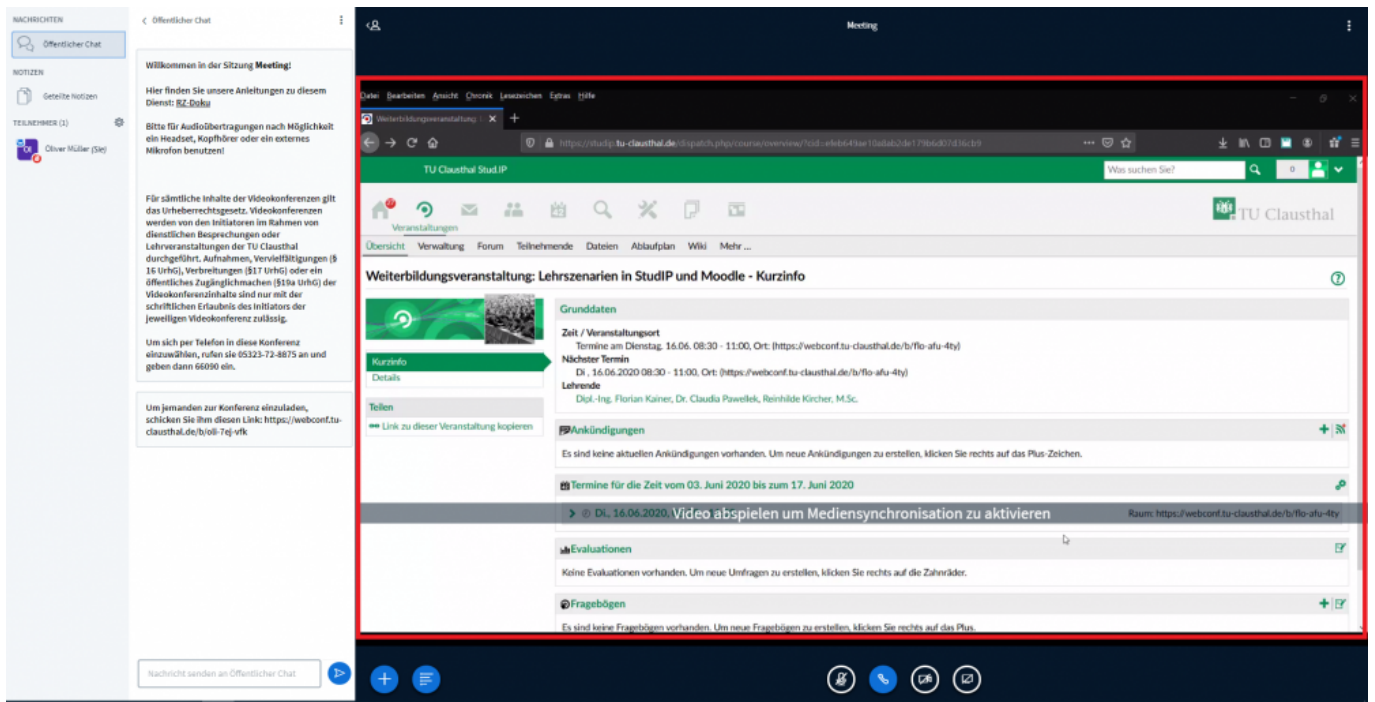 NACHRICHTEN
Öffentlicher Chat
NOTIZEN
Geteilte Notizen
TEILNEHMER (1)
Oliver Müller (Sie)
Öffentlicher Chat
Willkommen in der Sitzung Meeting!
Hier finden Sie unsere Anleitungen zu diesem
Dienst: RZ-Doku
Bitte für Audioübertragungen nach Möglichkeit
ein Headset, Kopfhörer oder ein externes
Mikrofon benutzen!
Für sämtliche Inhalte der Videokonferenzen gilt
das Urheberrechtsgesetz. Videokonferenzen
werden von den Initiatoren im Rahmen von
dienstlichen Besprechungen oder
Lehrveranstaltungen der TU Clausthal
durchgeführt. Aufnahmen, Vervielfältigungen (§
16 UrhG), Verbreitungen (§17 UrhG) oder ein
öffentliches Zugänglichmachen (§19a UrhG) der
Videokonferenzinhalte sind nur mit der
schriftlichen Erlaubnis des Initiators der
jeweiligen Videokonferenz zulässig.
Um sich per Telefon in diese Konferenz
einzuwählen, rufen sie 05323-72-8875 an und
geben dann 66090 ein.
Um jemanden zur Konferenz einzuladen,
schicken Sie ihm diesen Link: https://webconf.tu-
clausthal.de/b/oli-7ej-vfk
Nachricht senden an Öffentlicher Chat
Meeting
Datei Bearbeiten Ansicht Chronik Lesezeichen Extras Hilfe
Weiterbildungsveranstaltung: L
TU Clausthal Stud.IP
Was suchen Sie?
0
Veranstaltungen
TU Clausthal
Übersicht Verwaltung Forum Teilnehmende Dateien Ablaufplan Wiki Mehr ...
Weiterbildungsveranstaltung: Lehrszenarien in StudIP und Moodle - Kurzinfo
Kurzinfo
Details
Teilen
Link zu dieser Veranstaltung kopieren
Grunddaten
Zeit / Veranstaltungsort
Termine am Dienstag. 16.06. 08:30 - 11:00, Ort: (https://webconf.tu-clausthal.de/b/flo-afu-4ty)
Nächster Termin
Di , 16.06.2020 08:30 - 11:00, Ort: (https://webconf.tu-clausthal.de/b/flo-afu-4ty)
Lehrende
Dipl.-Ing. Florian Kainer, Dr. Claudia Pawellek, Reinhilde Kircher, M.Sc.
Ankündigungen
Es sind keine aktuellen Ankündigungen vorhanden. Um neue Ankündigungen zu erstellen, klicken Sie rechts auf das Plus-Zeichen.
Termine für die Zeit vom 03. Juni 2020 bis zum 17. Juni 2020
Di., 16.06.2020,
Video abspielen um Mediensynchronisation zu aktivieren
Raum: https://webconf.tu-clausthal.de/b/flo-afu-4ty
Evaluationen
Keine Evaluationen vorhanden. Um neue Umfragen zu erstellen, klicken Sie rechts auf die Zahnräder.
Fragebögen
Es sind keine Fragebögen vorhanden. Um neue Fragebögen zu erstellen, klicken Sie rechts auf das Plus.